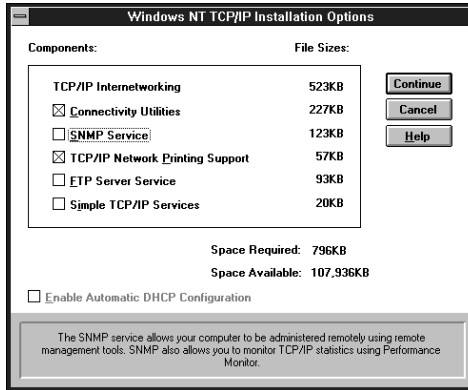 Windows NT TCP/IP Installation Options
Components: File Sizes:
TCP/IP Internetworking 523KB
Connectivity Utilities 227KB
SNMP Service 123KB
TCP/IP Network Printing Support 57KB
FTP Server Service 93KB
Simple TCP/IP Services 20KB
Continue
Cancel
Help
Space Required: 796KB
Space Available: 107,936KB
Enable Automatic DHCP Configuration
The SNMP service allows your computer to be administered remotely using remote
management tools. SNMP also allows you to monitor TCP/IP statistics using Performance
Monitor.